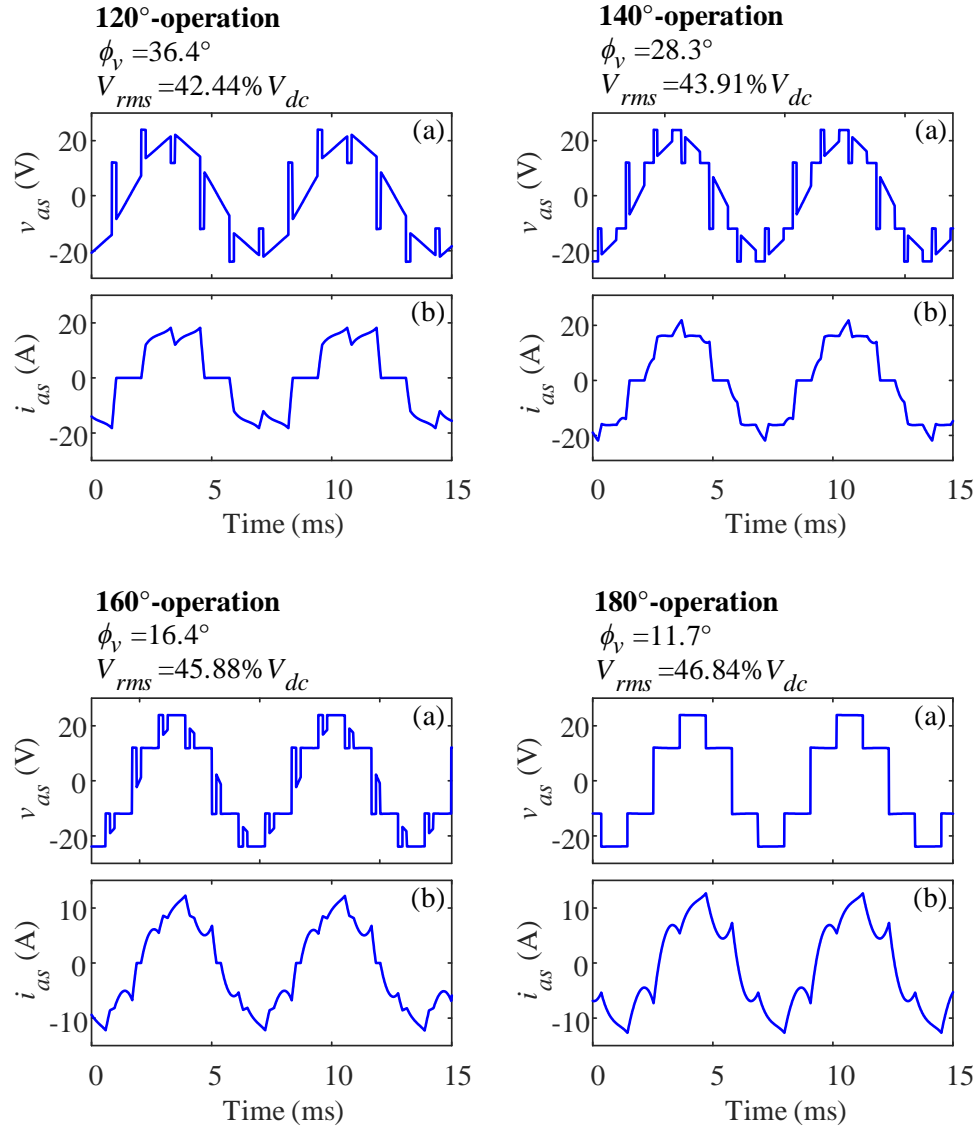 120°-operation
ϕv =36.4°
Vrms =42.44% Vdc
(a)
20
0
-20
vas (V)
(b)
20
0
-20
ias (A)
0 5 10 15
Time (ms)
140°-operation
ϕv =28.3°
Vrms =43.91% Vdc
(a)
20
0
-20
vas (V)
(b)
20
0
-20
ias (A)
0 5 10 15
Time (ms)
160°-operation
ϕv =16.4°
Vrms =45.88% Vdc
(a)
20
0
-20
vas (V)
(b)
10
0
-10
ias (A)
0 5 10 15
Time (ms)
180°-operation
ϕv =11.7°
Vrms =46.84% Vdc
(a)
20
0
-20
vas (V)
(b)
10
0
-10
ias (A)
0 5 10 15
Time (ms)